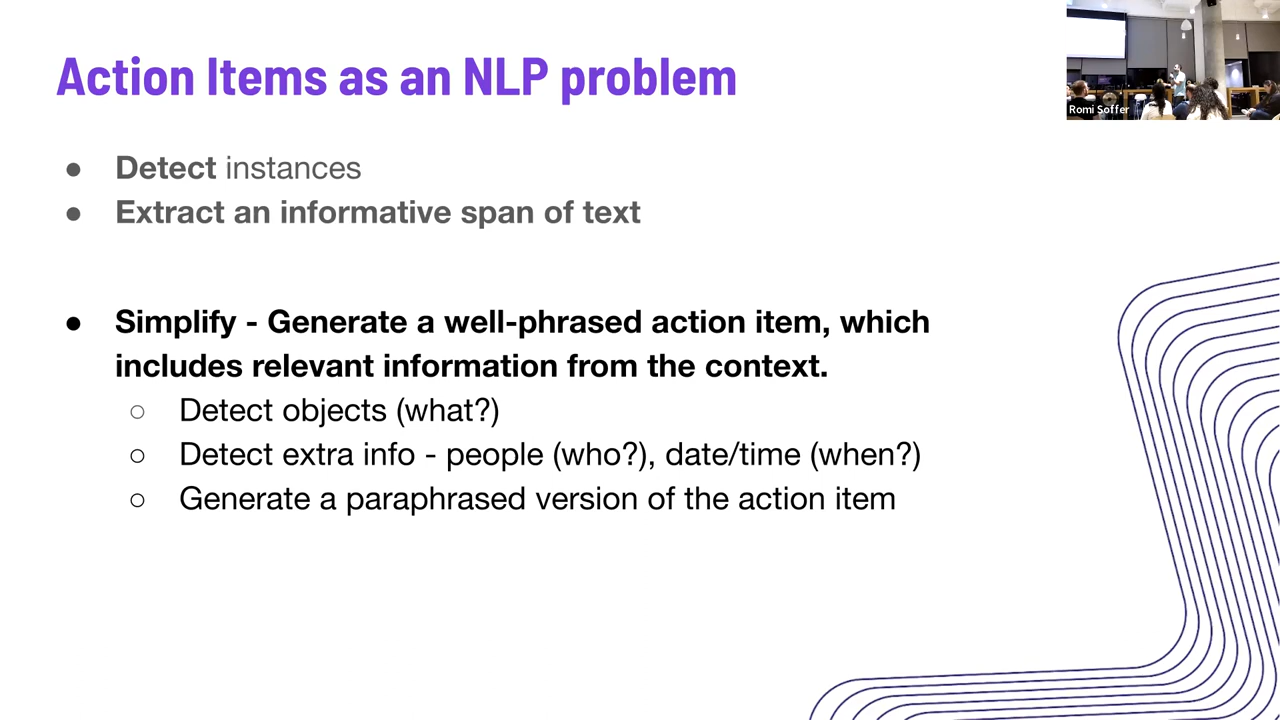 Action Items as an NLP problem
Romi Soffer
● Detect instances
● Extract an informative span of text
● Simplify - Generate a well-phrased action item, which
includes relevant information from the context.
○ Detect objects (what?)
○ Detect extra info - people (who?), date/time (when?)
○ Generate a paraphrased version of the action item